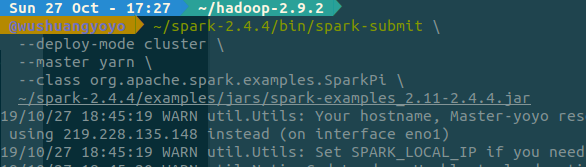 Sun 27 Oct - 17:27 ~/hadoop-2.9.2
@wushuangyoyo ~/spark-2.4.4/bin/spark-submit \
--deploy-mode cluster \
--master yarn \
--class org.apache.spark.examples.SparkPi \
~/spark-2.4.4/examples/jars/spark-examples_2.11-2.4.4.jar
19/10/27 18:45:19 WARN util.Utils: Your hostname, Master-yoyo res
using 219.228.135.148 instead (on interface eno1)
19/10/27 18:45:19 WARN util.Utils: Set SPARK_LOCAL_IP if you need